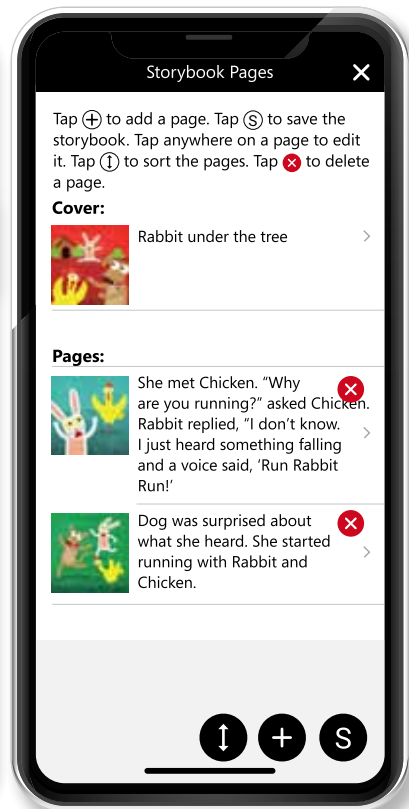 Storybook Pages
Tap + to add a page. Tap S to save the
storybook. Tap anywhere on a page to edit
it. Tap ↕ to sort the pages. Tap × to delete
a page.
Cover:
Rabbit under the tree
Pages:
She met Chicken. “Why
are you running?” asked Chicken.
Rabbit replied, “I don’t know.
I just heard something falling
and a voice said, ‘Run Rabbit
Run!’
Dog was surprised about
what she heard. She started
running with Rabbit and
Chicken.
S